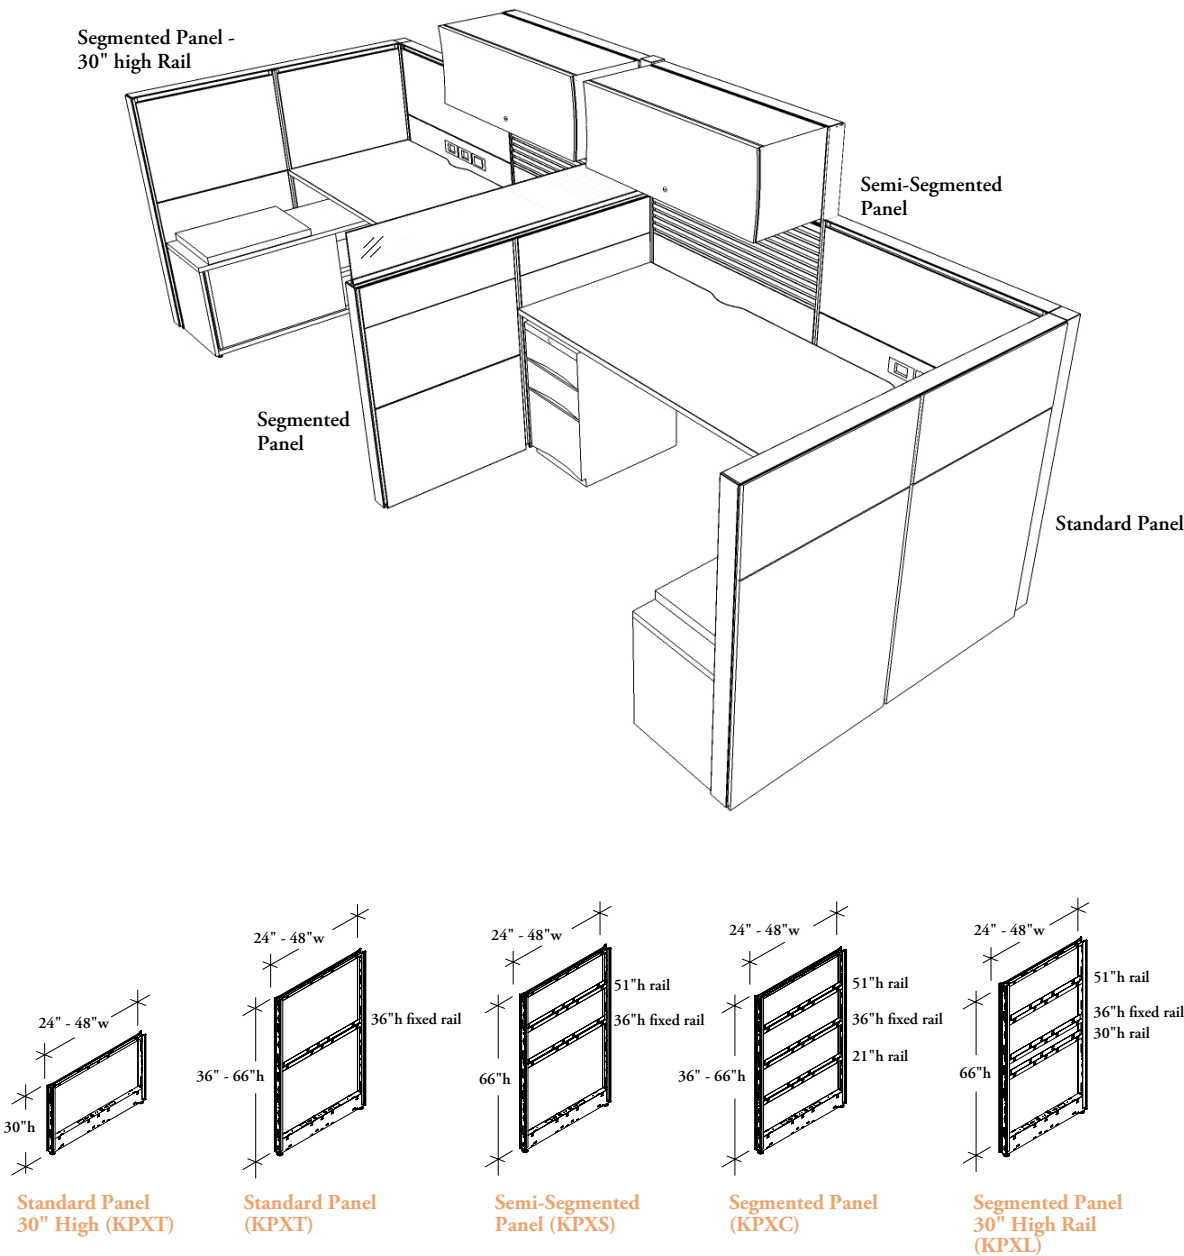 Segmented Panel -
30" high Rail
Semi-Segmented
Panel
Segmented
Panel
Standard Panel
24" - 48"w
30"h
Standard Panel
30" High (KPXT)
24" - 48"w
36"h fixed rail
36" - 66"h
Standard Panel
(KPXT)
24" - 48"w
51"h rail
36"h fixed rail
66"h
Semi-Segmented
Panel (KPXS)
24" - 48"w
51"h rail
36"h fixed rail
21"h rail
36" - 66"h
Segmented Panel
(KPXC)
24" - 48"w
51"h rail
36"h fixed rail
30"h rail
66"h
Segmented Panel
30" High Rail
(KPXL)